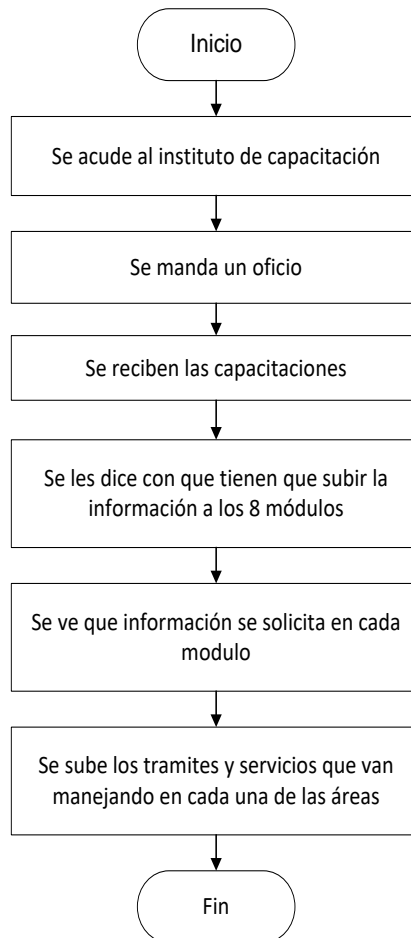 Inicio
Se acude al instituto de capacitación
Se manda un oficio
Se reciben las capacitaciones
Se les dice con que tienen que subir la
información a los 8 módulos
Se ve que información se solicita en cada
modulo
Se sube los tramites y servicios que van
manejando en cada una de las áreas
Fin